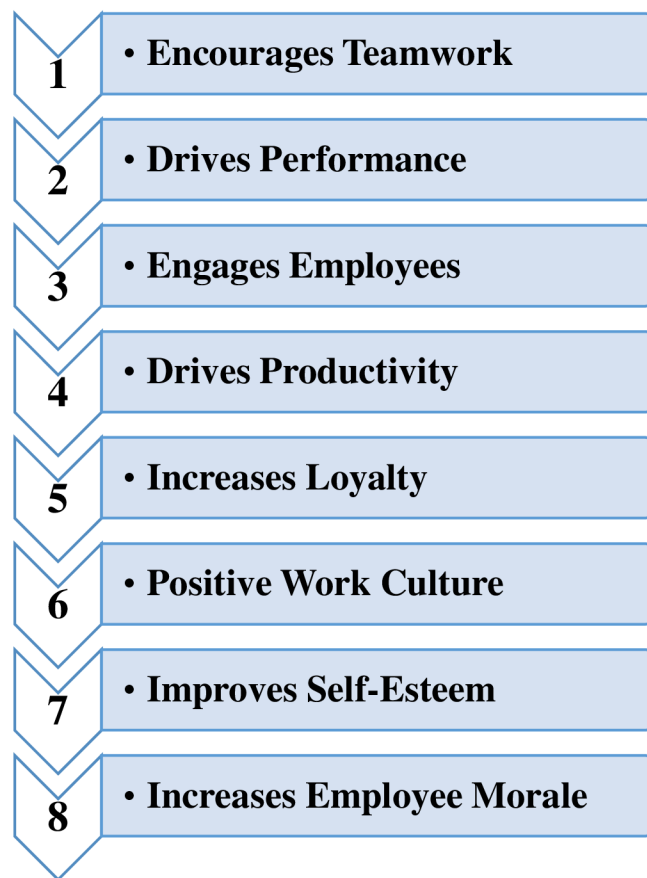 1
• Encourages Teamwork
2
• Drives Performance
3
• Engages Employees
4
• Drives Productivity
5
• Increases Loyalty
6
• Positive Work Culture
7
• Improves Self-Esteem
8
• Increases Employee Morale